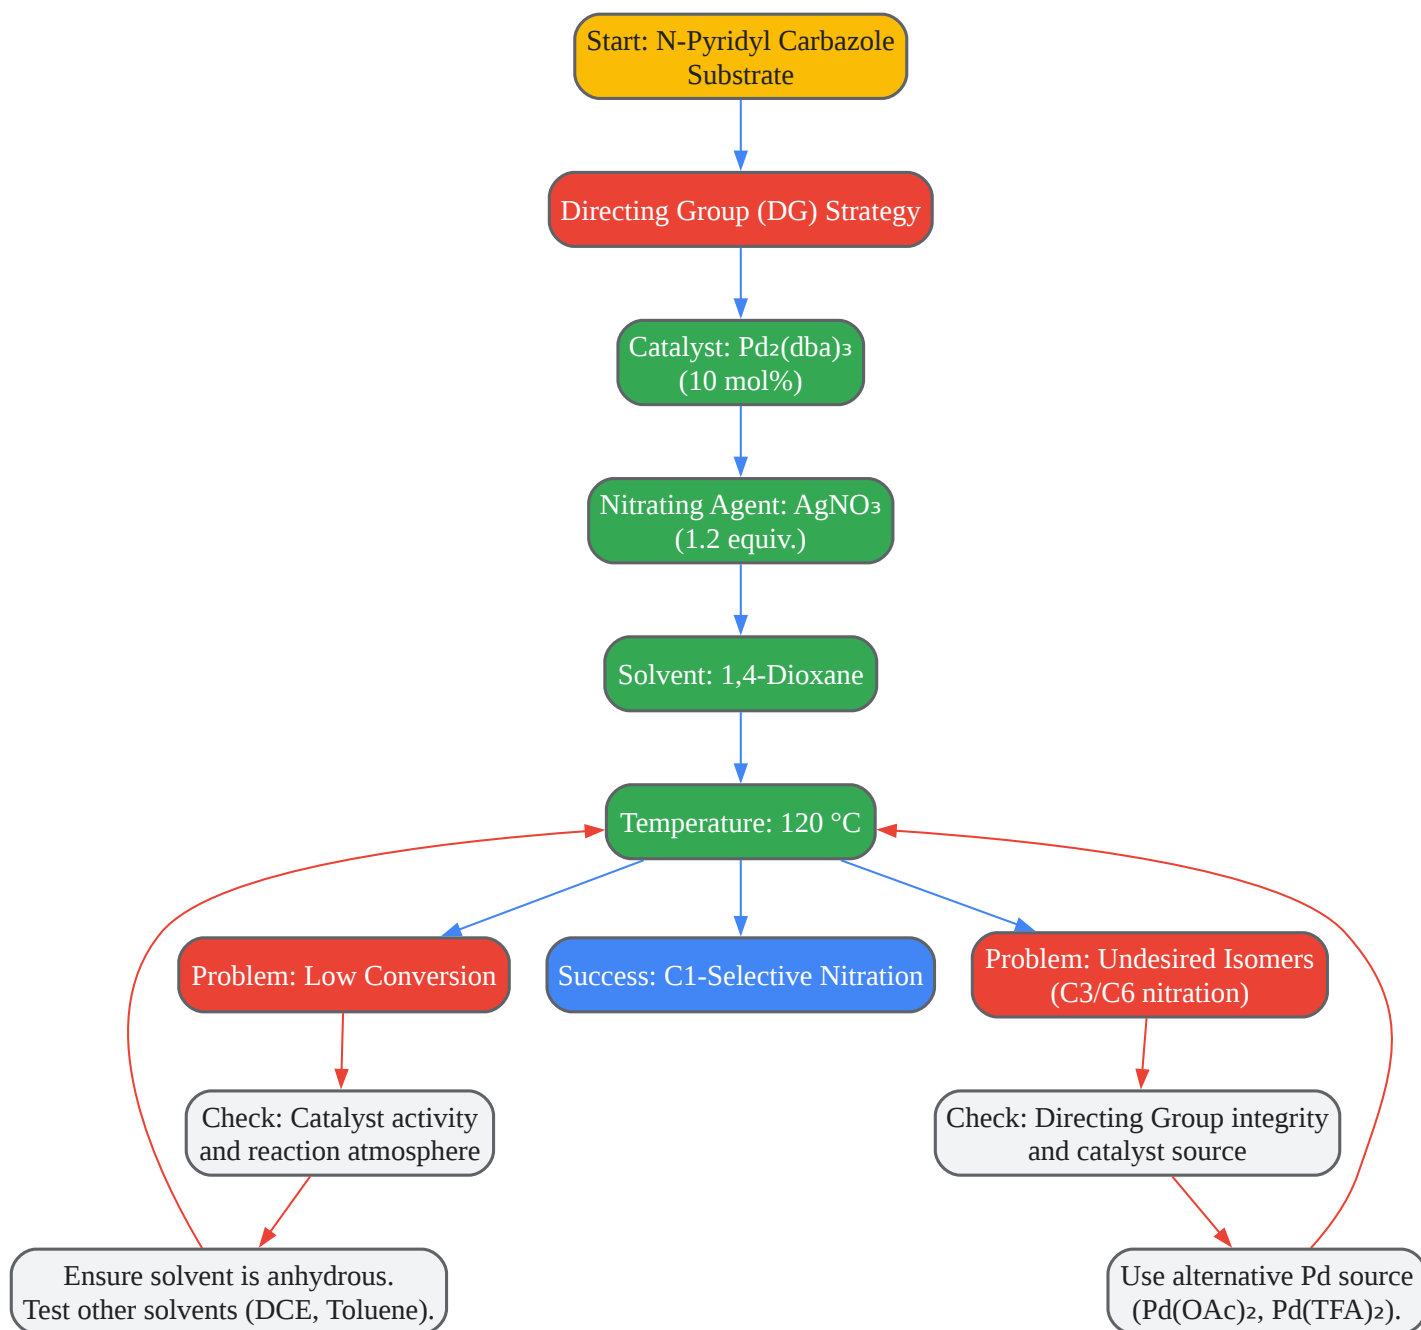 Start: N-Pyridyl Carbazole
Substrate
Directing Group (DG) Strategy
Catalyst: Pd₂(dba)₃
(10 mol%)
Nitrating Agent: AgNO₃
(1.2 equiv.)
Solvent: 1,4-Dioxane
Temperature: 120 °C
Problem: Low Conversion
Success: C1-Selective Nitration
Problem: Undesired Isomers
(C3/C6 nitration)
Check: Catalyst activity
and reaction atmosphere
Check: Directing Group integrity
and catalyst source
Ensure solvent is anhydrous.
Test other solvents (DCE, Toluene).
Use alternative Pd source
(Pd(OAc)₂, Pd(TFA)₂).